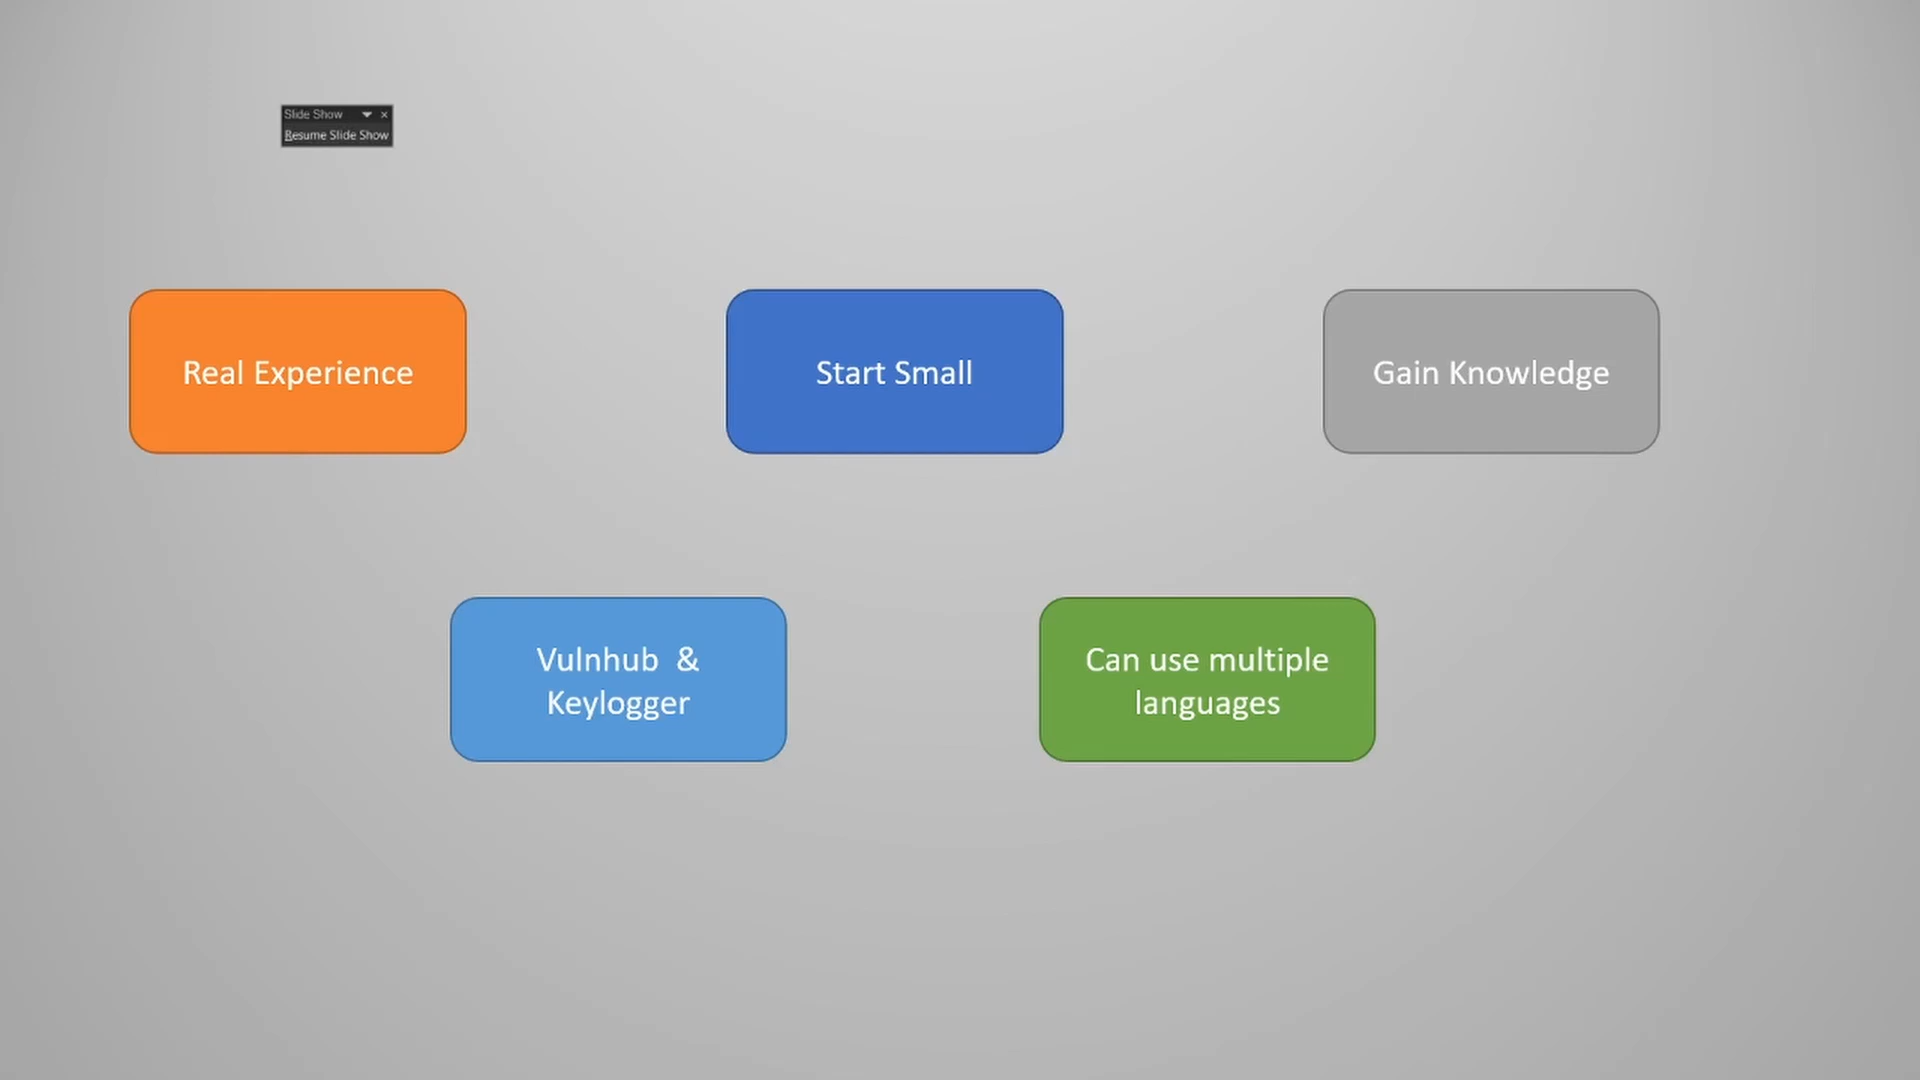 Slide Show
Resume Slide Show
Real Experience
Start Small
Gain Knowledge
Vulnhub &
Keylogger
Can use multiple
languages